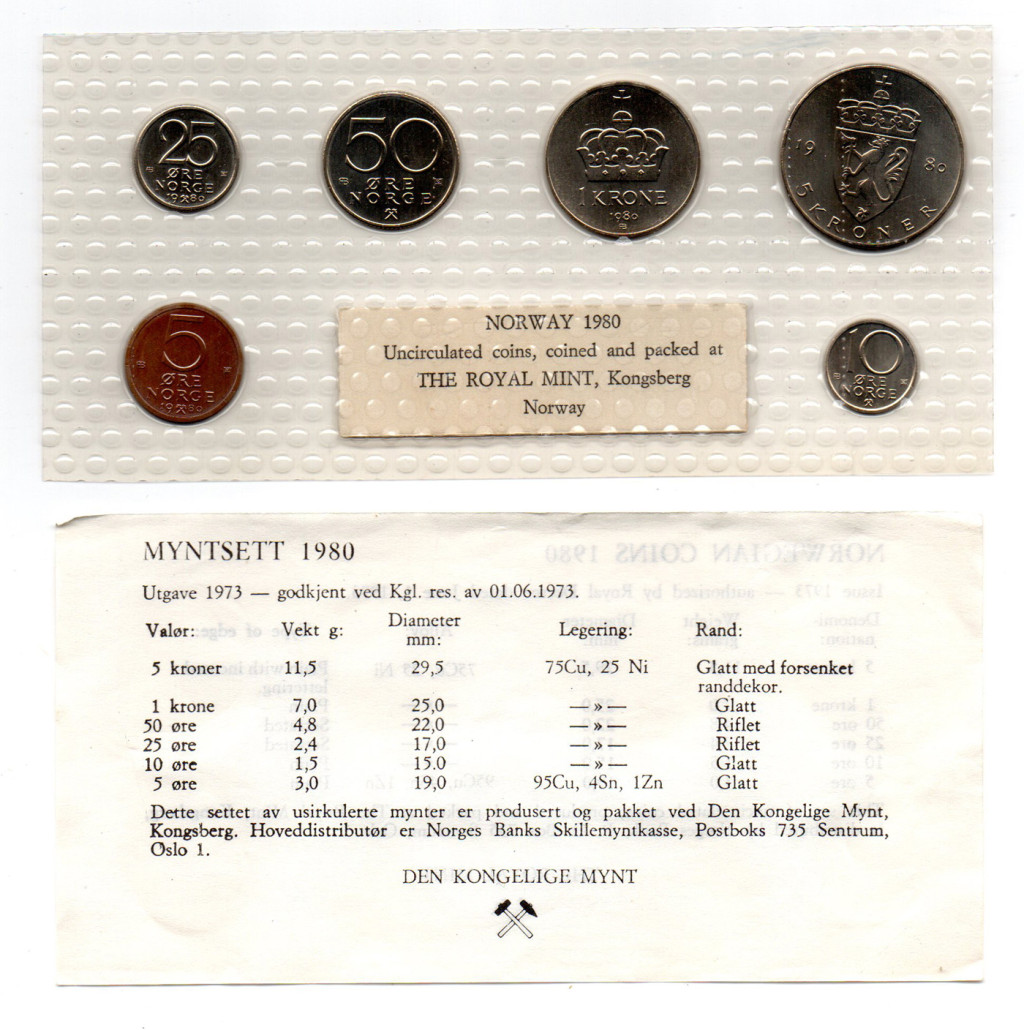 25
ØRE
NORGE
1980
50
ØRE
NORGE
1 KRONE
1980
19 80
5 KRONER
5
ØRE
NORGE
1980
NORWAY 1980
Uncirculated coins, coined and packed at
THE ROYAL MINT, Kongsberg
Norway
10
ØRE
NORGE
MYNTSETT 1980
Utgave 1973 — godkjent ved Kgl. res. av 01.06.1973.
Valør: Vekt g: Diameter mm: Legering: Rand:
5 kroner 11,5 29,5 75Cu, 25 Ni Glatt med forsenket
randdekor.
1 krone 7,0 25,0 —»— Glatt
50 øre 4,8 22,0 —»— Riflet
25 øre 2,4 17,0 —»— Riflet
10 øre 1,5 15.0 —»— Glatt
5 øre 3,0 19,0 95Cu, 4Sn, 1Zn Glatt
Dette settet av usirkulerte mynter er produsert og pakket ved Den Kongelige Mynt,
Kongsberg. Hoveddistributør er Norges Banks Skillemyntkasse, Postboks 735 Sentrum,
Oslo 1.
DEN KONGELIGE MYNT